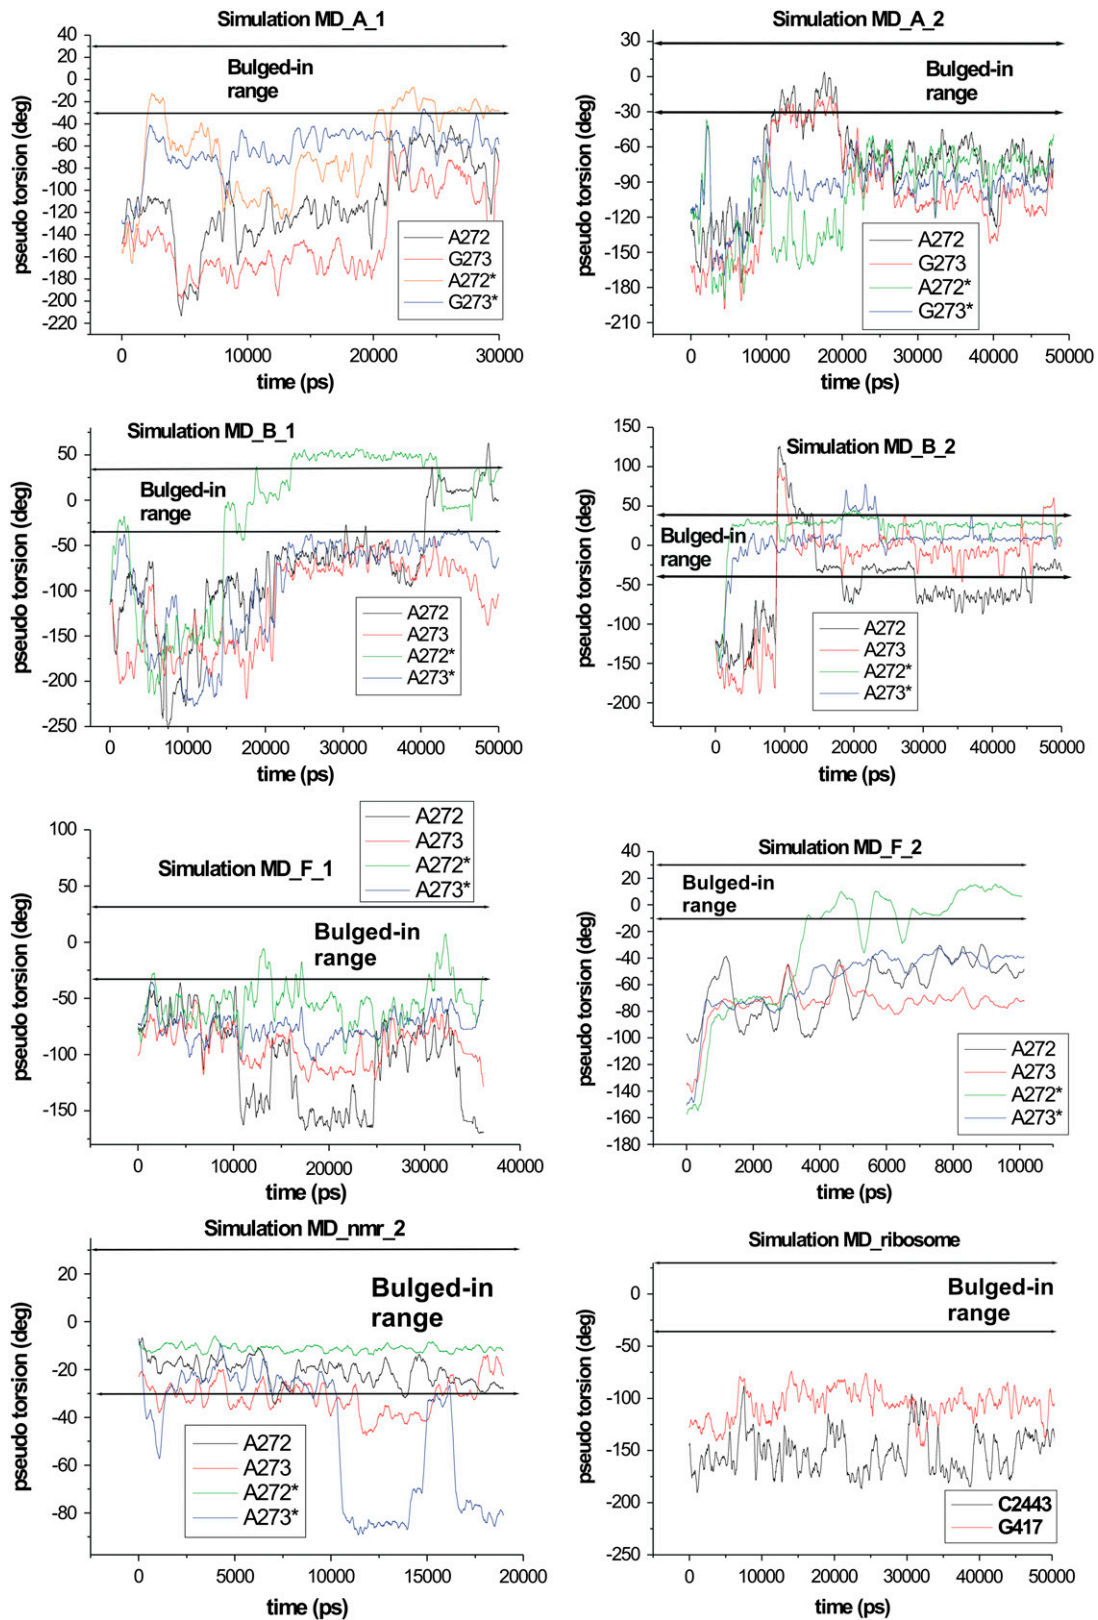 Simulation MD_A_1
40
20
0
-20
-40
-60
-80
-100
-120
-140
-160
-180
-200
-220
pseudo torsion (deg)
Bulged-in
range
A272
G273
A272*
G273*
0
10000
20000
30000
time (ps)
Simulation MD_A_2
30
0
-30
-60
-90
-120
-150
-180
-210
pseudo torsion (deg)
Bulged-in
range
A272
G273
A272*
G273*
0
10000
20000
30000
40000
50000
time (ps)
Simulation MD_B_1
50
0
-50
-100
-150
-200
-250
pseudo torsion (deg)
Bulged-in
range
A272
A273
A272*
A273*
0
10000
20000
30000
40000
50000
time (ps)
Simulation MD_B_2
150
125
100
75
50
25
0
-25
-50
-75
-100
-125
-150
-175
-200
pseudo torsion (deg)
Bulged-in
range
A272
A273
A272*
A273*
0
10000
20000
30000
40000
50000
time (ps)
Simulation MD_F_1
100
50
0
-50
-100
-150
pseudo torsion (deg)
Bulged-in
range
A272
A273
A272*
A273*
0
10000
20000
30000
40000
time (ps)
Simulation MD_F_2
40
20
0
-20
-40
-60
-80
-100
-120
-140
-160
-180
pseudo torsion (deg)
Bulged-in
range
A272
A273
A272*
A273*
0
2000
4000
6000
8000
10000
time (ps)
Simulation MD_nmr_2
20
0
-20
-40
-60
-80
pseudo torsion (deg)
Bulged-in
range
A272
A273
A272*
A273*
0
5000
10000
15000
20000
time (ps)
Simulation MD_ribosome
0
-50
-100
-150
-200
-250
pseudo torsion (deg)
Bulged-in
range
C2443
G417
0
10000
20000
30000
40000
50000
time (ps)